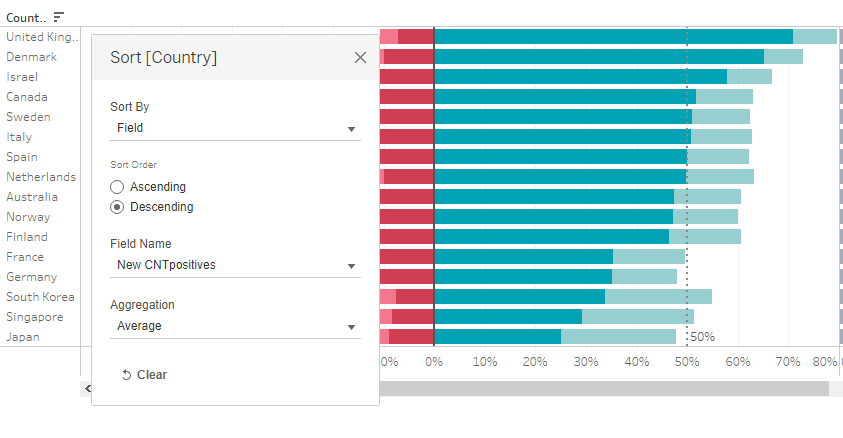 Count..
United King..
Denmark
Israel
Canada
Sweden
Italy
Spain
Netherlands
Australia
Norway
Finland
France
Germany
South Korea
Singapore
Japan
Sort [Country]
Sort By
Field
Sort Order
Ascending
Descending
Field Name
New CNTpositives
Aggregation
Average
Clear
50%
0% 0% 10% 20% 30% 40% 50% 60% 70% 80%